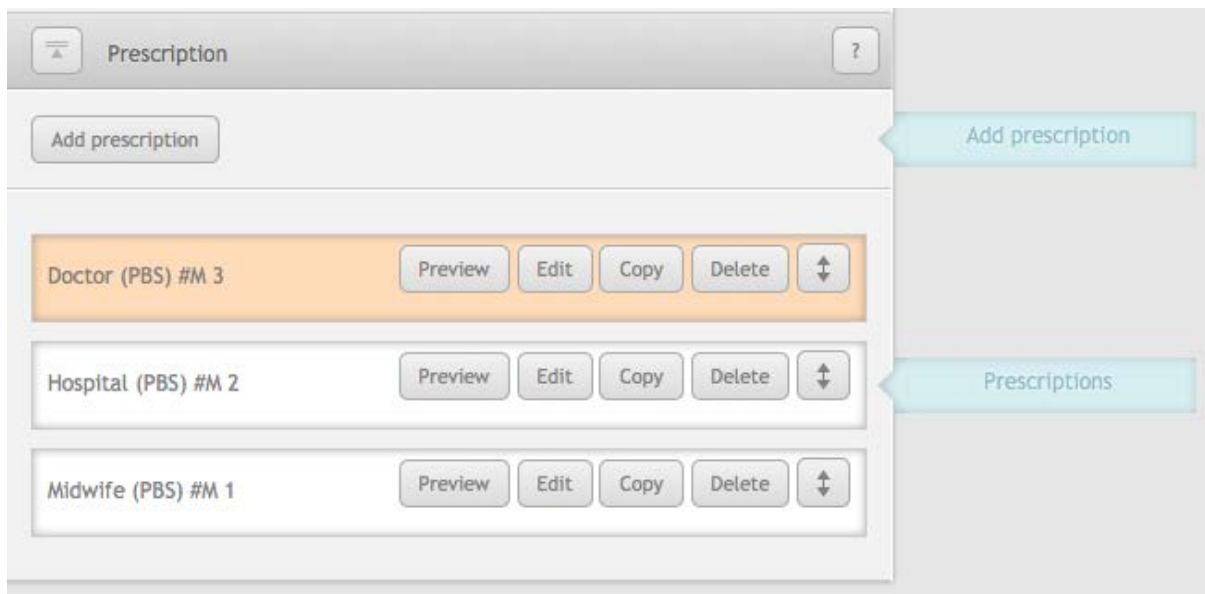 Prescription ?
Add prescription
Add prescription
Doctor (PBS) #M 3 Preview Edit Copy Delete
Hospital (PBS) #M 2 Preview Edit Copy Delete
Prescriptions
Midwife (PBS) #M 1 Preview Edit Copy Delete